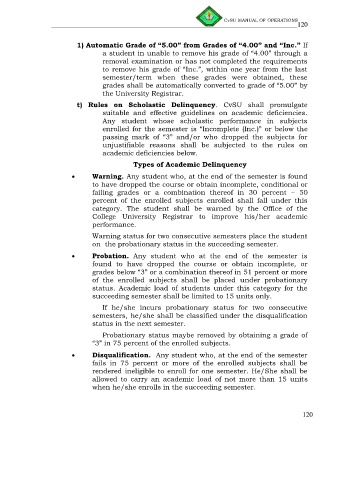 CvSU MANUAL OF OPERATIONS
120
1) Automatic Grade of "5.00" from Grades of "4.00" and "Inc." If
a student in unable to remove his grade of "4.00" through a
removal examination or has not completed the requirements
to remove his grade of "Inc.", within one year from the last
semester/term when these grades were obtained, these
grades shall be automatically converted to grade of "5.00" by
the University Registrar.
t) Rules on Scholastic Delinquency. CvSU shall promulgate
suitable and effective guidelines on academic deficiencies.
Any student whose scholastic performance in subjects
enrolled for the semester is "Incomplete (Inc.)" or below the
passing mark of "3" and/or who dropped the subjects for
unjustifiable reasons shall be subjected to the rules on
academic deficiencies below.
Types of Academic Delinquency
• Warning. Any student who, at the end of the semester is found
to have dropped the course or obtain incomplete, conditional or
failing grades or a combination thereof in 30 percent – 50
percent of the enrolled subjects enrolled shall fall under this
category. The student shall be warned by the Office of the
College University Registrar to improve his/her academic
performance.
Warning status for two consecutive semesters place the student
on the probationary status in the succeeding semester.
• Probation. Any student who at the end of the semester is
found to have dropped the course or obtain incomplete, or
grades below "3" or a combination thereof in 51 percent or more
of the enrolled subjects shall be placed under probationary
status. Academic load of students under this category for the
succeeding semester shall be limited to 15 units only.
If he/she incurs probationary status for two consecutive
semesters, he/she shall be classified under the disqualification
status in the next semester.
Probationary status maybe removed by obtaining a grade of
"3" in 75 percent of the enrolled subjects.
• Disqualification. Any student who, at the end of the semester
fails in 75 percent or more of the enrolled subjects shall be
rendered ineligible to enroll for one semester. He/She shall be
allowed to carry an academic load of not more than 15 units
when he/she enrolls in the succeeding semester.
120